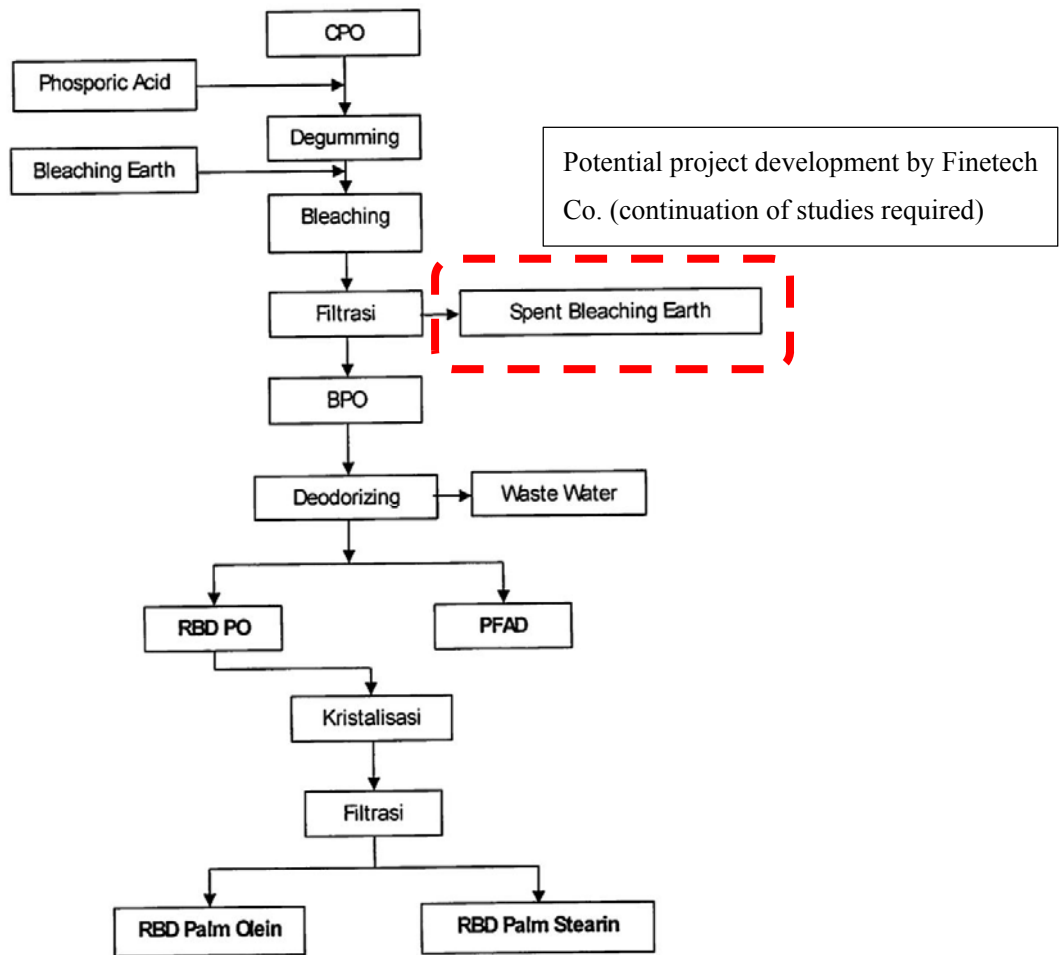 CPO
Phosporic Acid
Degumming
Potential project development by Finetech
Co. (continuation of studies required)
Bleaching Earth
Bleaching
Filtrasi
Spent Bleaching Earth
BPO
Deodorizing
Waste Water
RBD PO
PFAD
Kristalisasi
Filtrasi
RBD Palm Olein
RBD Palm Stearin